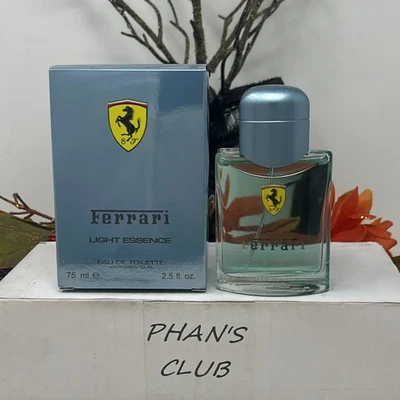 S F
Ferrari
LIGHT ESSENCE
EAU DE TOILETTE
75 ml e 2.5 fl. oz.
Ferrari
PHAN'S
CLUB